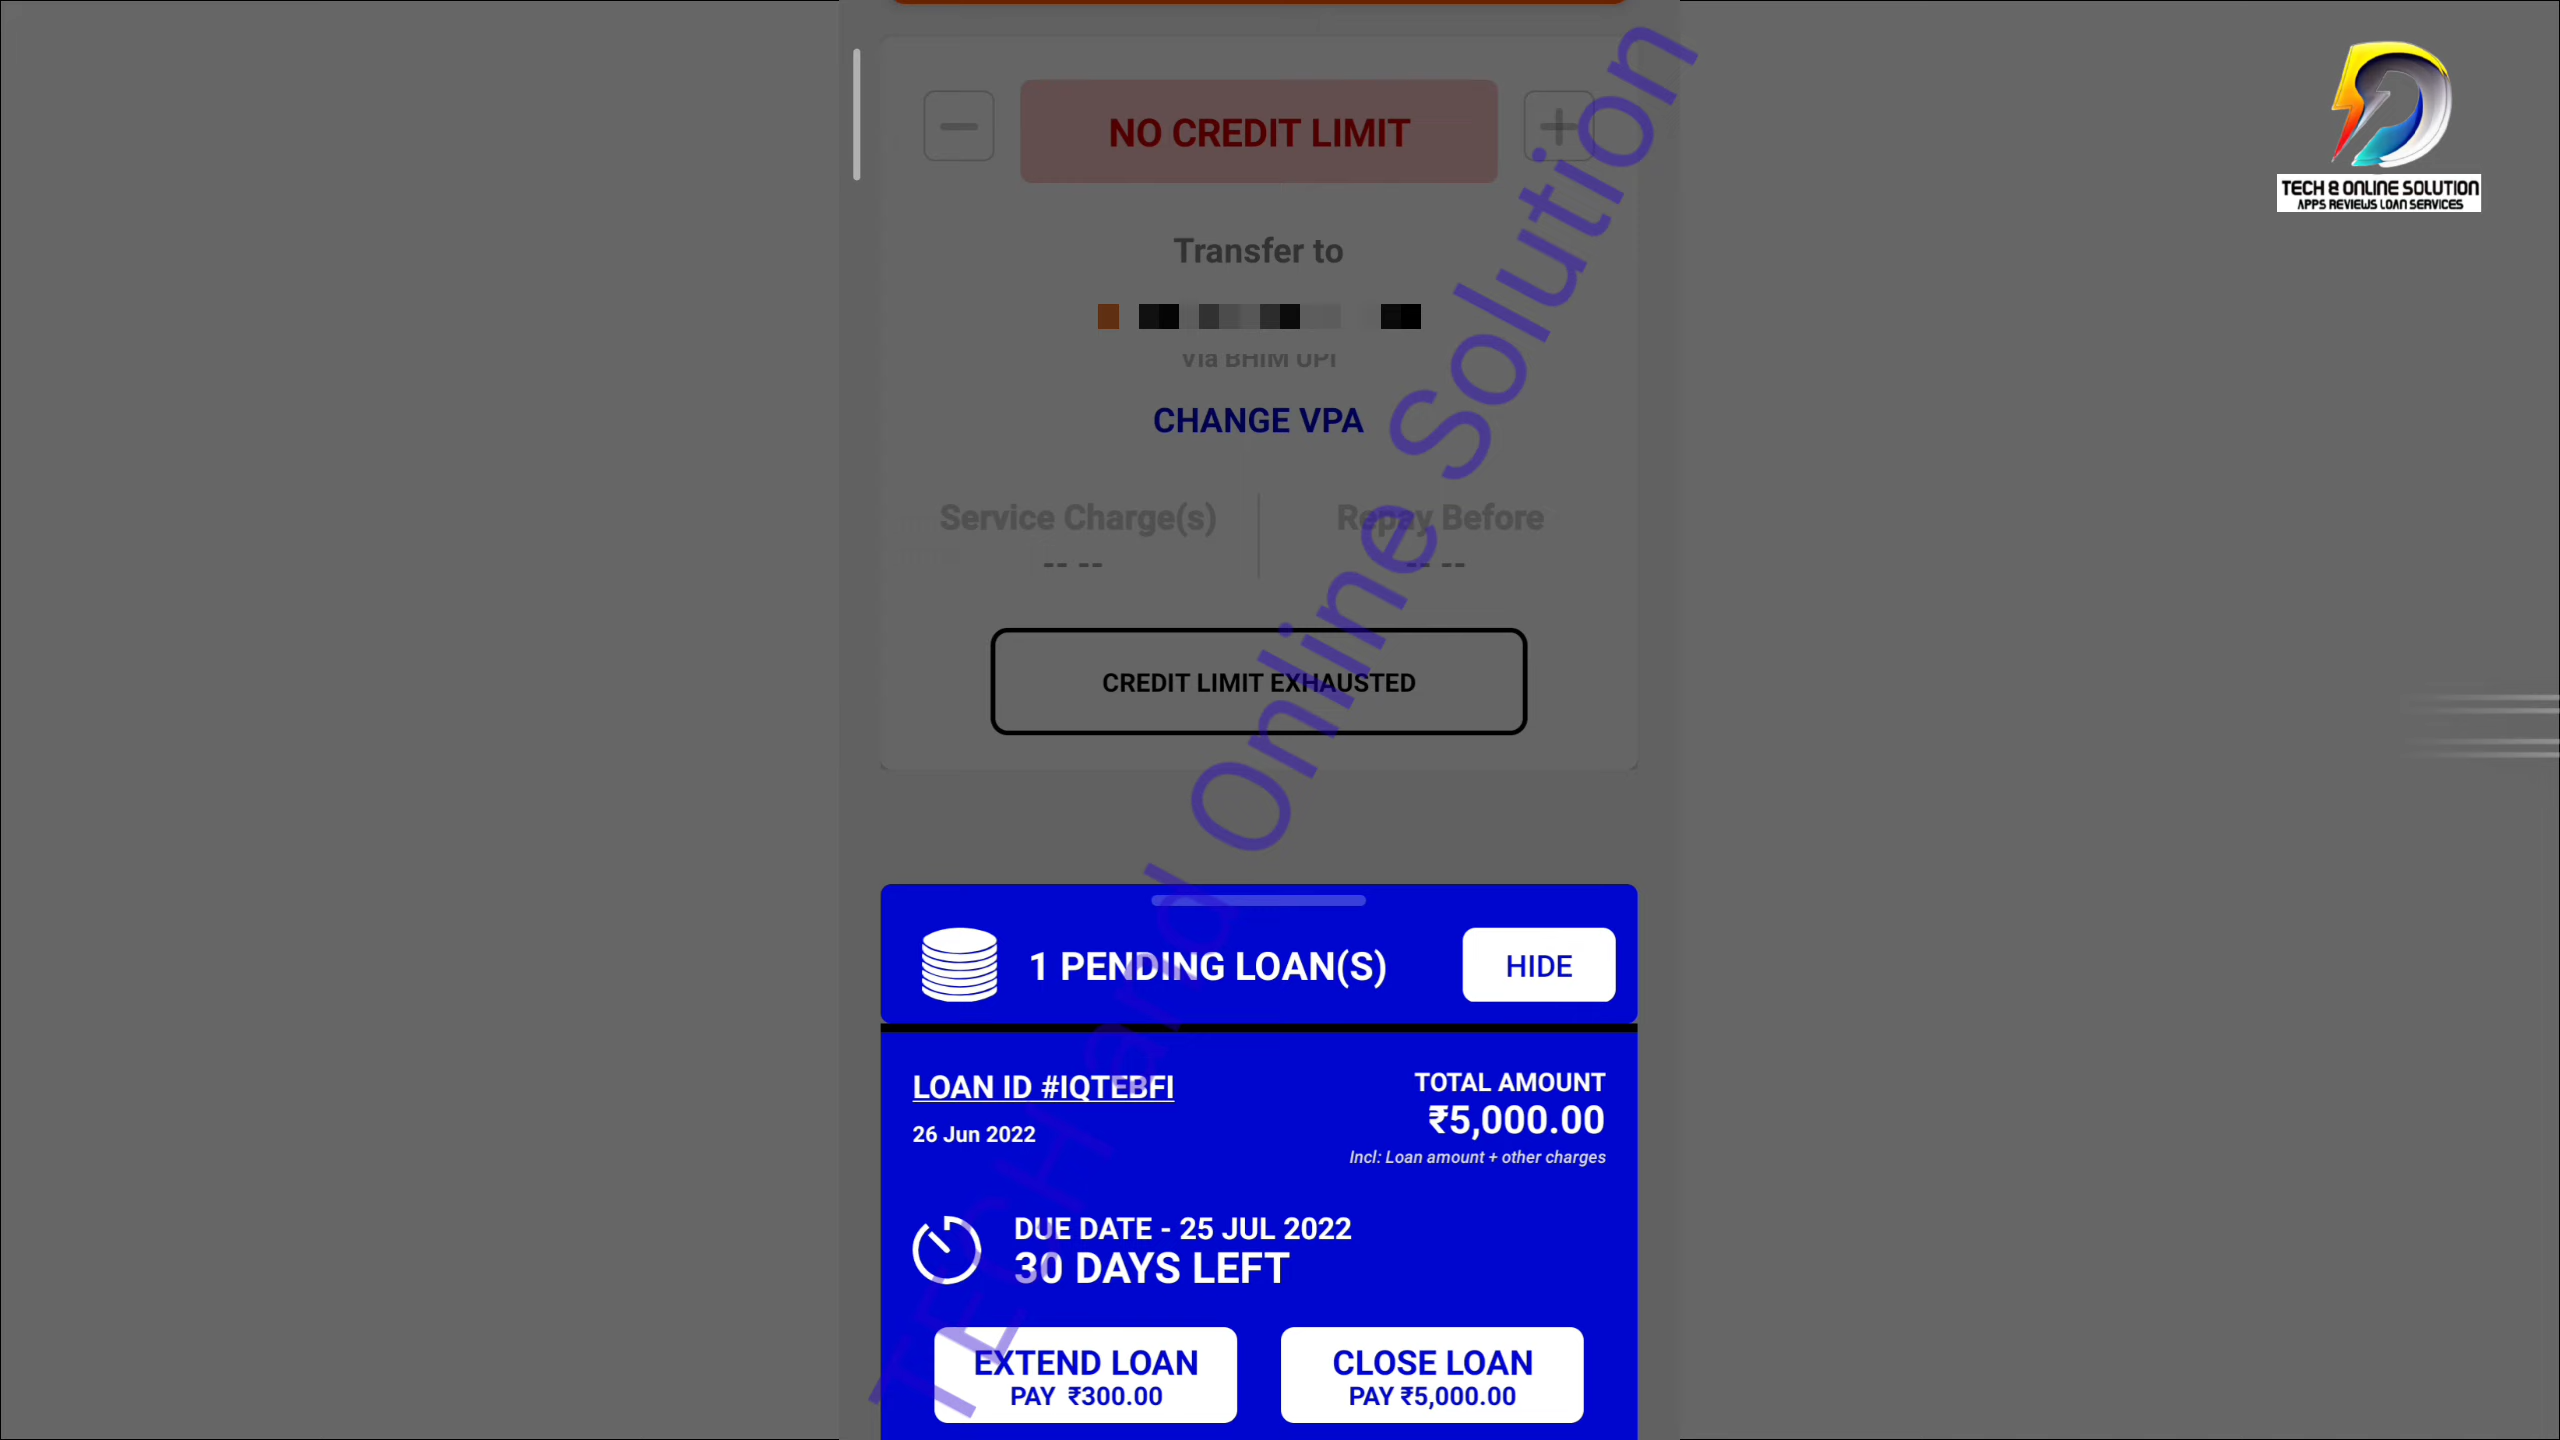 NO CREDIT LIMIT
Transfer to
Via BHIM UPI
CHANGE VPA
Service Charge(s)
Repay Before
-- --
-- --
CREDIT LIMIT EXHAUSTED
1 PENDING LOAN(S)
HIDE
LOAN ID #IQTEBFI
26 Jun 2022
TOTAL AMOUNT
₹5,000.00
Incl: Loan amount + other charges
DUE DATE - 25 JUL 2022
30 DAYS LEFT
EXTEND LOAN
PAY ₹300.00
CLOSE LOAN
PAY ₹5,000.00
TECH and Online Solution
TECH & ONLINE SOLUTION
APPS REVIEWS LOAN SERVICES